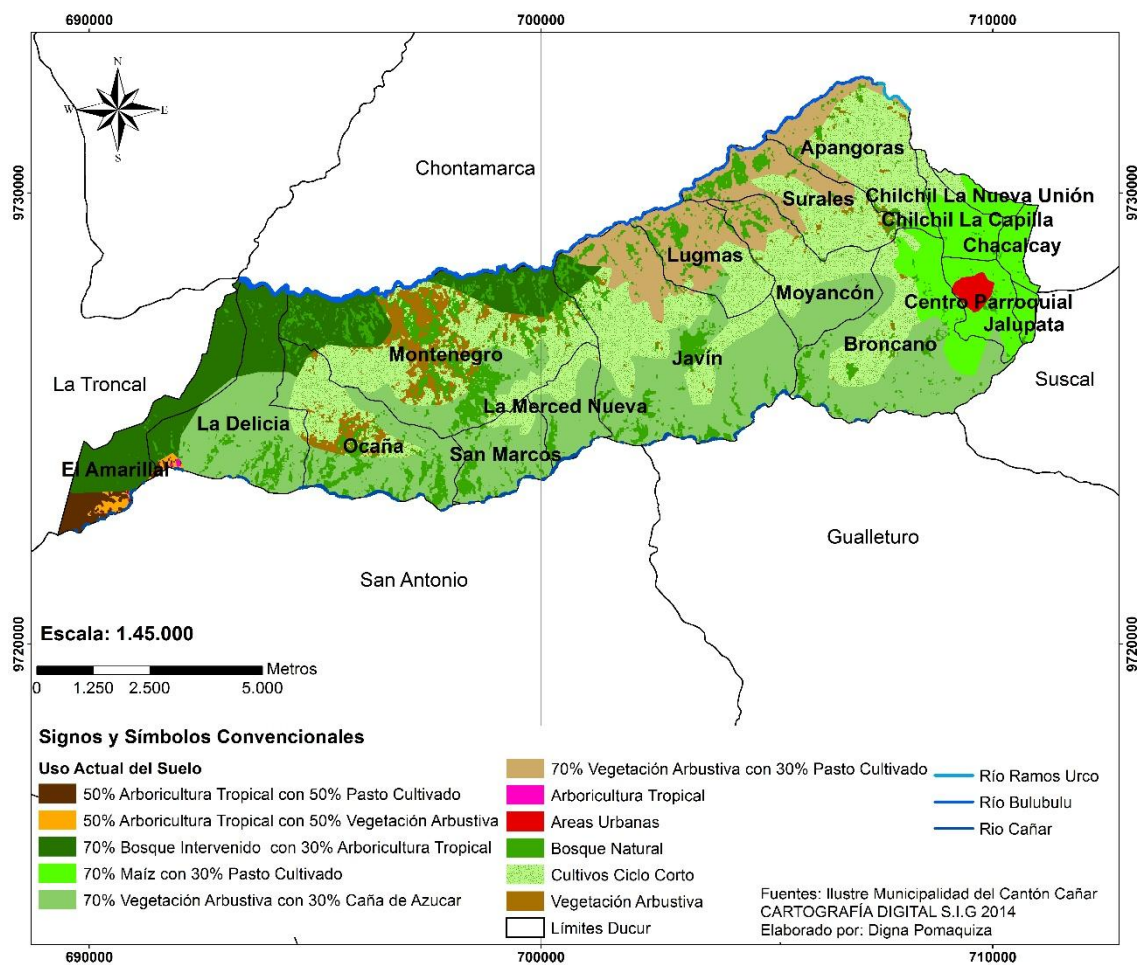 690000
700000
710000
N
W
E
S
9730000
9730000
Chontamarca
Apangoras
Surales
Chilchil La Nueva Unión
Chilchil La Capilla
Chacalcay
Lugmas
Moyancón
Centro Parroquial
Jalupata
Broncano
Montenegro
Javín
La Troncal
Suscal
La Delicia
La Merced Nueva
Ocaña
San Marcos
El Amarillal
Gualleturo
San Antonio
9720000
9720000
Escala: 1.45.000
Metros
0 1.250 2.500 5.000
Signos y Símbolos Convencionales
Uso Actual del Suelo
50% Arboricultura Tropical con 50% Pasto Cultivado
50% Arboricultura Tropical con 50% Vegetación Arbustiva
70% Bosque Intervenido con 30% Arboricultura Tropical
70% Maíz con 30% Pasto Cultivado
70% Vegetación Arbustiva con 30% Caña de Azucar
70% Vegetación Arbustiva con 30% Pasto Cultivado
Arboricultura Tropical
Areas Urbanas
Bosque Natural
Cultivos Ciclo Corto
Vegetación Arbustiva
Límites Ducur
Río Ramos Urco
Río Bulubulu
Rio Cañar
Fuentes: Ilustre Municipalidad del Cantón Cañar
CARTOGRAFÍA DIGITAL S.I.G 2014
Elaborado por: Digna Pomaquiza
690000
700000
710000